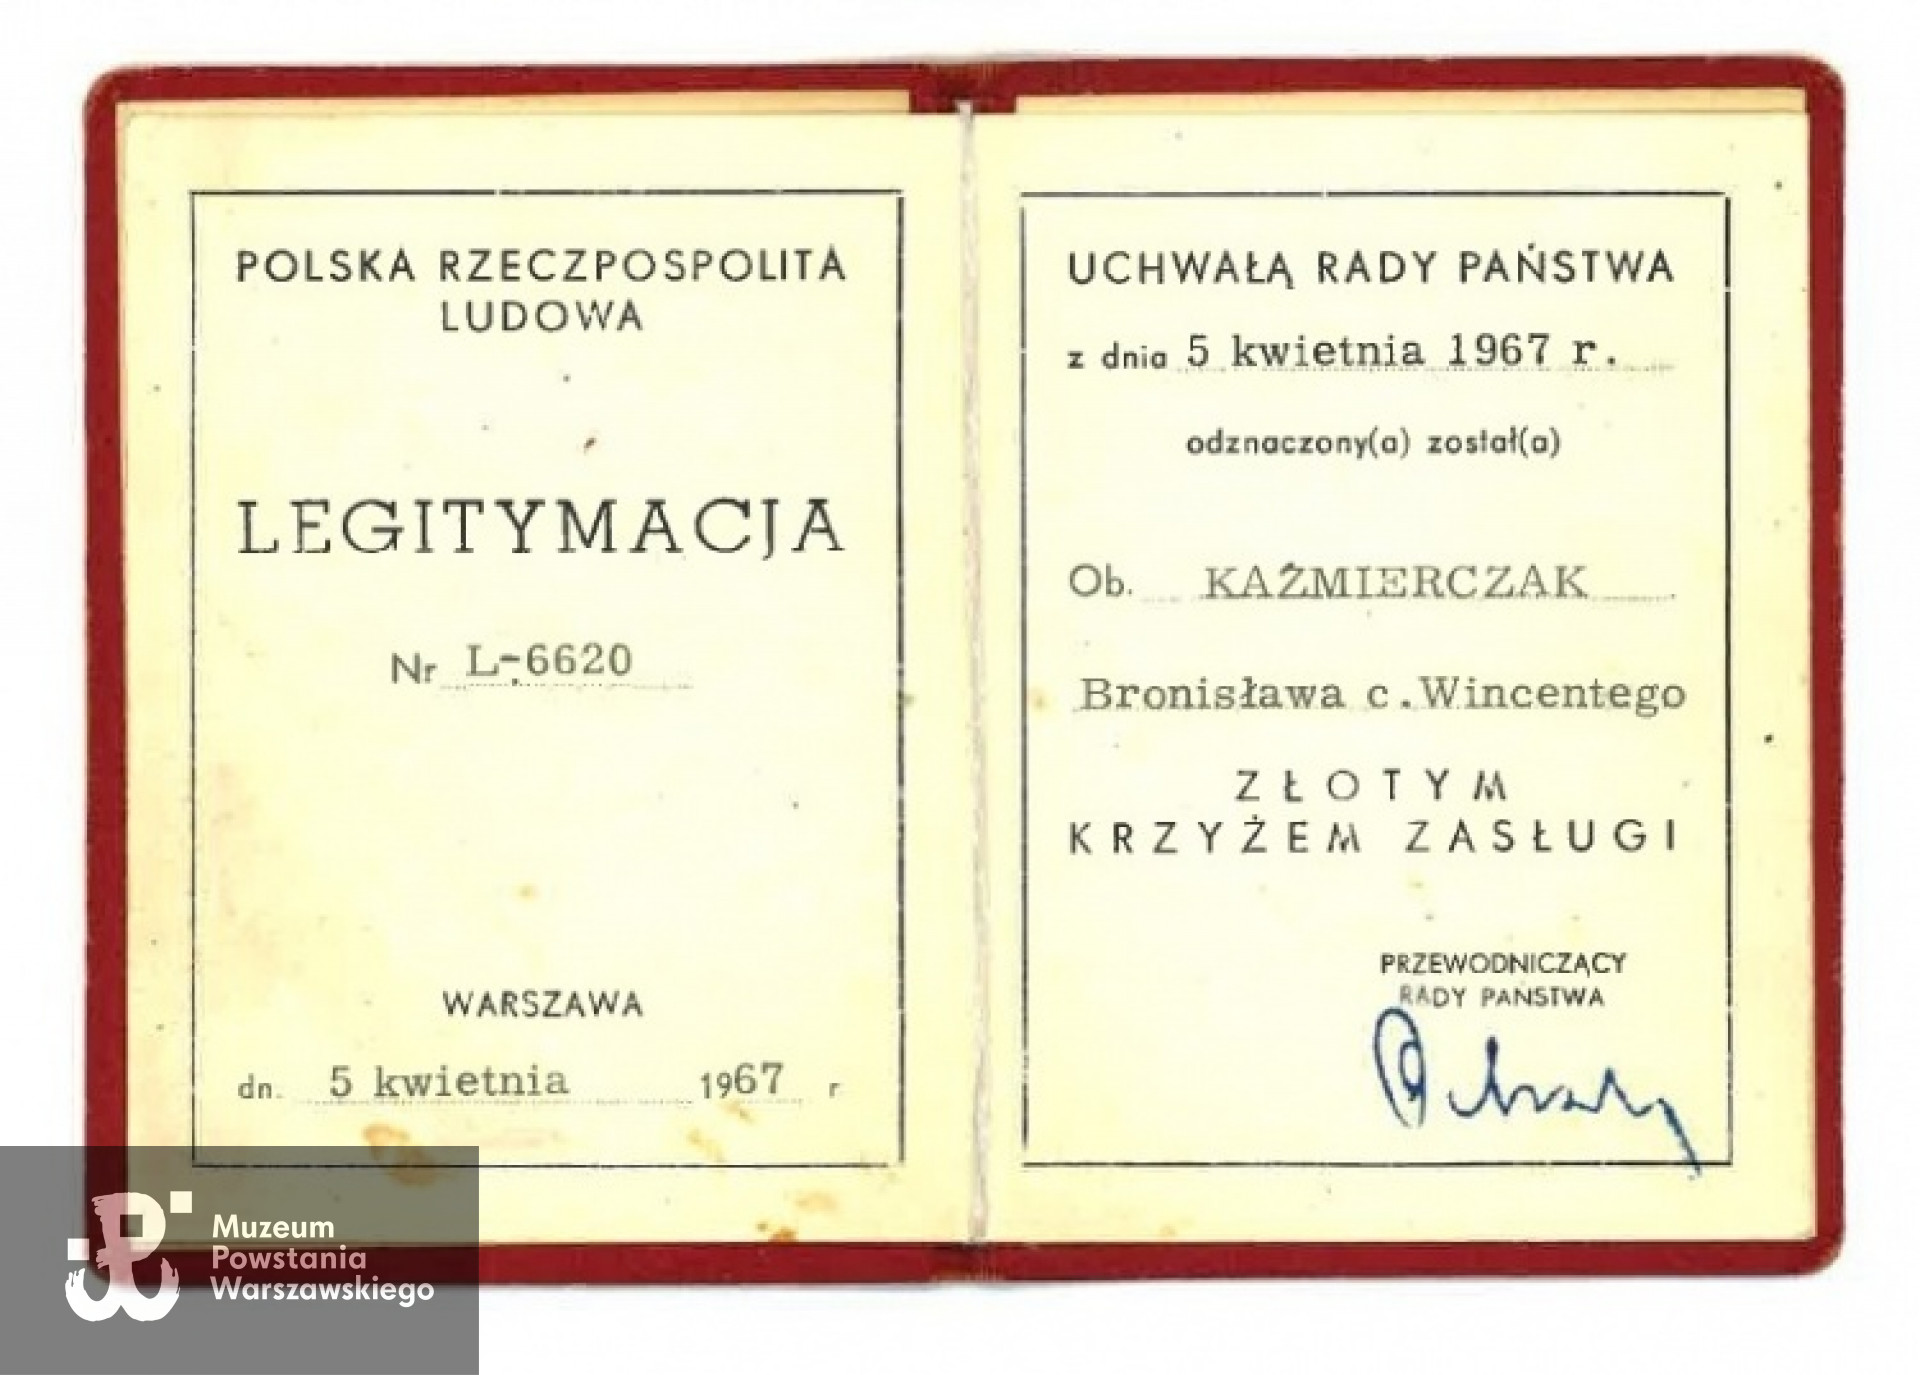 POLSKA RZECZPOSPOLITA
LUDOWA
LEGITYMACJA
Nr L-6620
WARSZAWA
dn. 5 kwietnia 1967 r
UCHWAŁĄ RADY PAŃSTWA
z dnia 5 kwietnia 1967 r.
odznaczony(a) został(a)
Ob. KAŹMIERCZAK
Bronisława c.Wincentego
ZŁOTYM
KRZYŻEM ZASŁUGI
PRZEWODNICZĄCY
RADY PAŃSTWA
Muzeum
Powstania
Warszawskiego